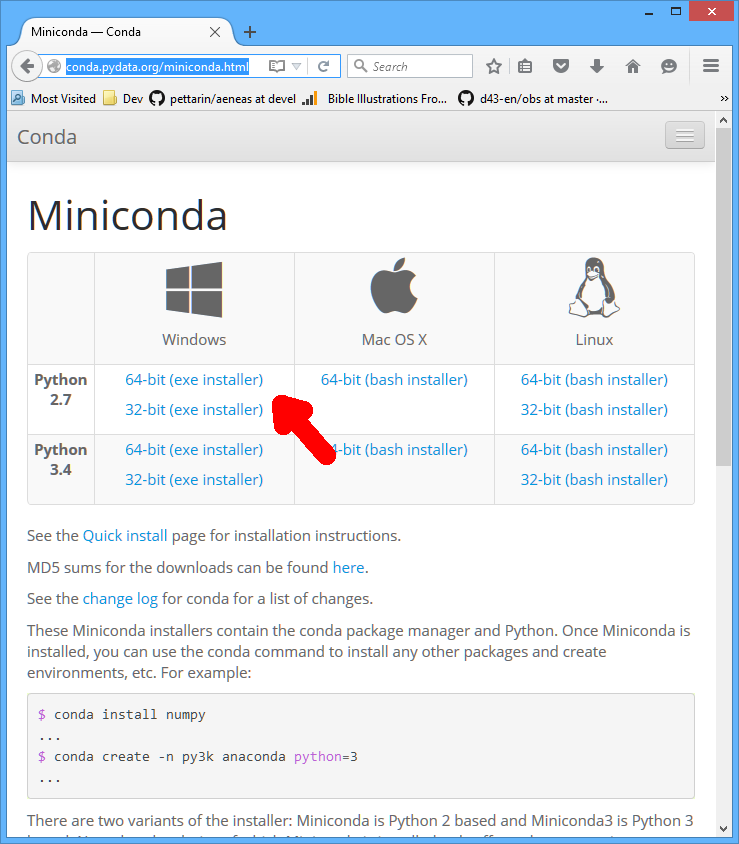 Miniconda — Conda
conda.pydata.org/miniconda.html
Search
Most Visited Dev pettarin/aeneas at devel Bible Illustrations Fro... d43-en/obs at master ·... »
Conda
Miniconda
Windows Mac OS X Linux
Python 2.7
64-bit (exe installer) 64-bit (bash installer) 64-bit (bash installer)
32-bit (exe installer) 32-bit (bash installer)
Python 3.4
64-bit (exe installer) -bit (bash installer) 64-bit (bash installer)
32-bit (exe installer) 32-bit (bash installer)
See the Quick install page for installation instructions.
MD5 sums for the downloads can be found here.
See the change log for conda for a list of changes.
These Miniconda installers contain the conda package manager and Python. Once Miniconda is
installed, you can use the conda command to install any other packages and create
environments, etc. For example:
$ conda install numpy
...
$ conda create -n py3k anaconda python=3
...
There are two variants of the installer: Miniconda is Python 2 based and Miniconda3 is Python 3